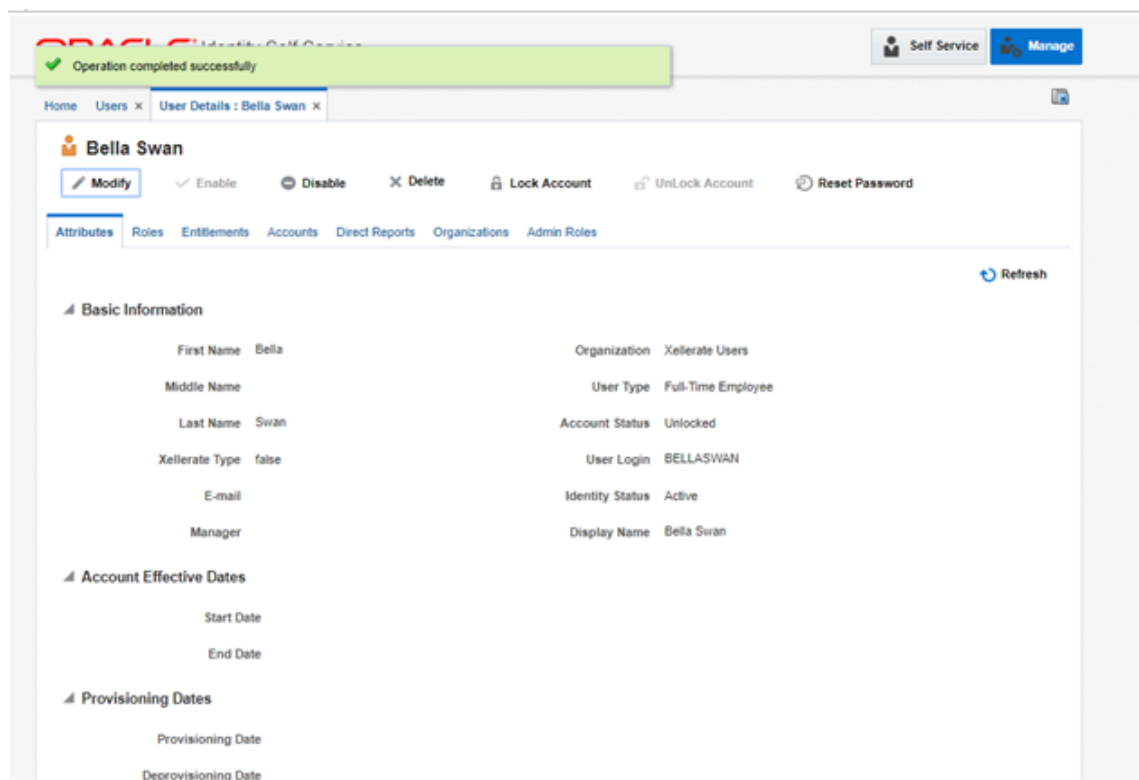 ORACLE Identity Self Service
Self Service Manage
Operation completed successfully
Home Users × User Details : Bella Swan ×
Bella Swan
Modify Enable Disable Delete Lock Account UnLock Account Reset Password
Attributes Roles Entitlements Accounts Direct Reports Organizations Admin Roles
Refresh
Basic Information
First Name Bella Organization Xellerate Users
Middle Name User Type Full-Time Employee
Last Name Swan Account Status Unlocked
Xellerate Type false User Login BELLASWAN
E-mail Identity Status Active
Manager Display Name Bella Swan
Account Effective Dates
Start Date
End Date
Provisioning Dates
Provisioning Date
Deprovisioning Date